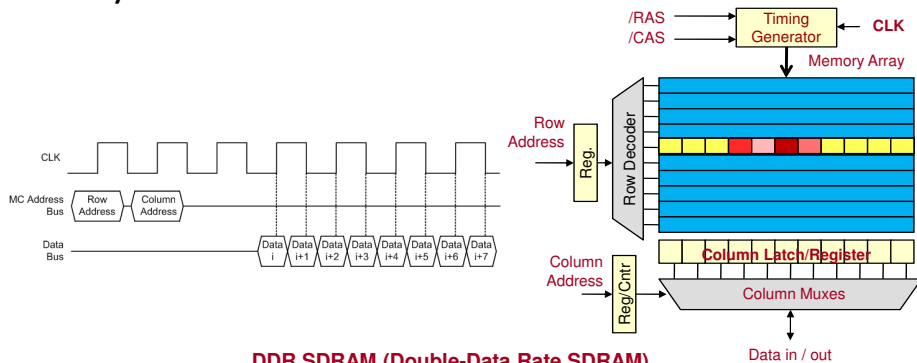 /RAS
/CAS
Timing
Generator
CLK
Memory Array
Row
Address
Reg.
Row Decoder
CLK
MC Address
Bus
Row
Address
Column
Address
Data
Bus
Data
i
Data
i+1
Data
i+2
Data
i+3
Data
i+4
Data
i+5
Data
i+6
Data
i+7
Column Latch/Register
Column
Address
Reg/Cntr
Column Muxes
Data in / out
DDR SDRAM (Double-Data Rate SDRAM)